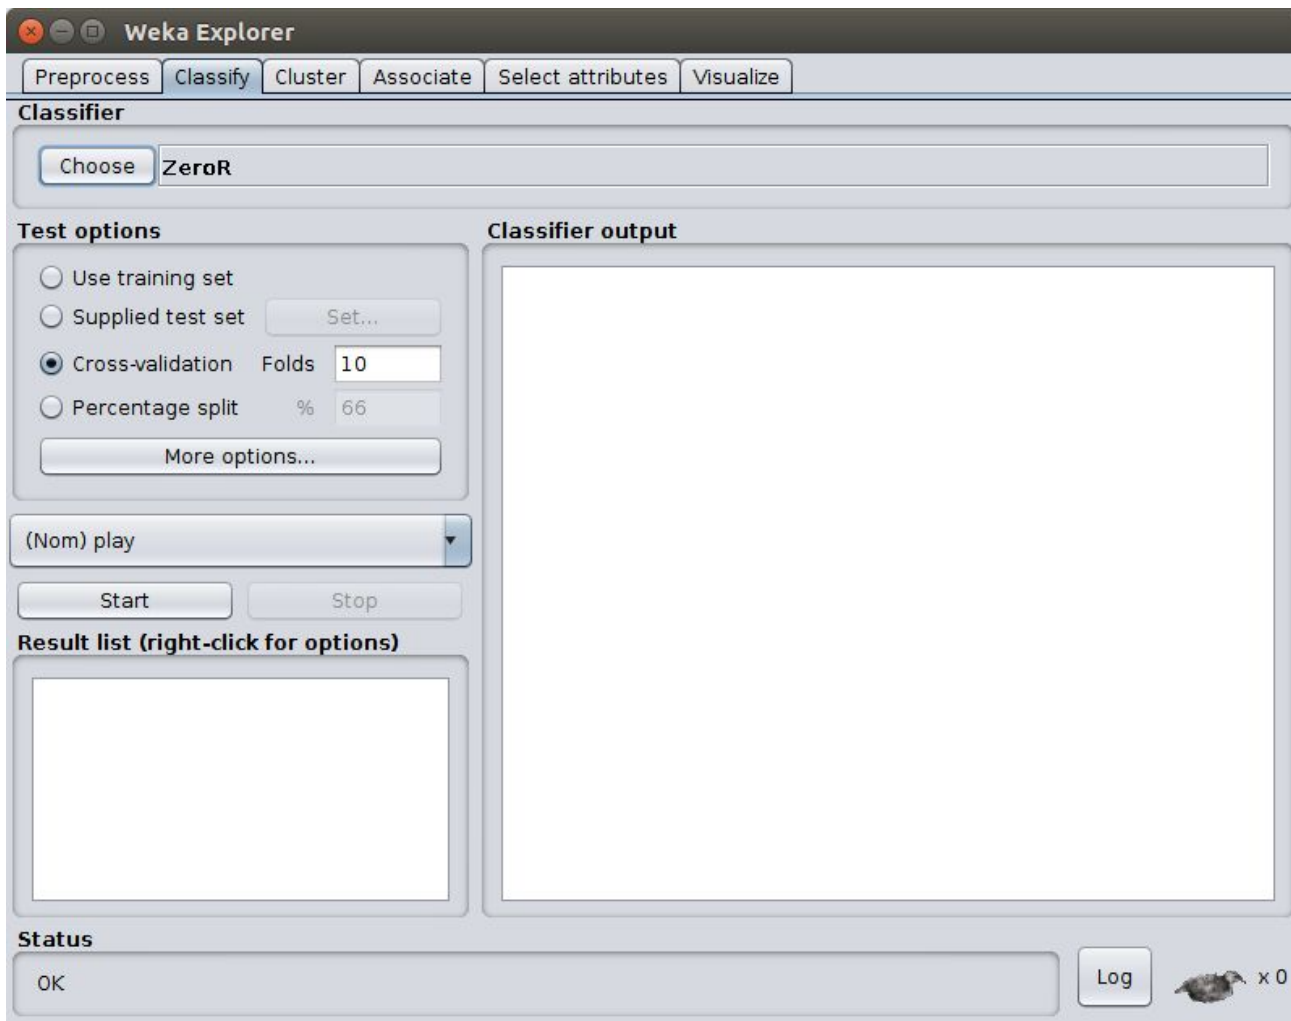 Weka Explorer
Preprocess Classify Cluster Associate Select attributes Visualize
Classifier
Choose ZeroR
Test options
Use training set
Supplied test set Set...
Cross-validation Folds 10
Percentage split % 66
More options...
(Nom) play
Start Stop
Result list (right-click for options)
Classifier output
Status
OK
Log x 0